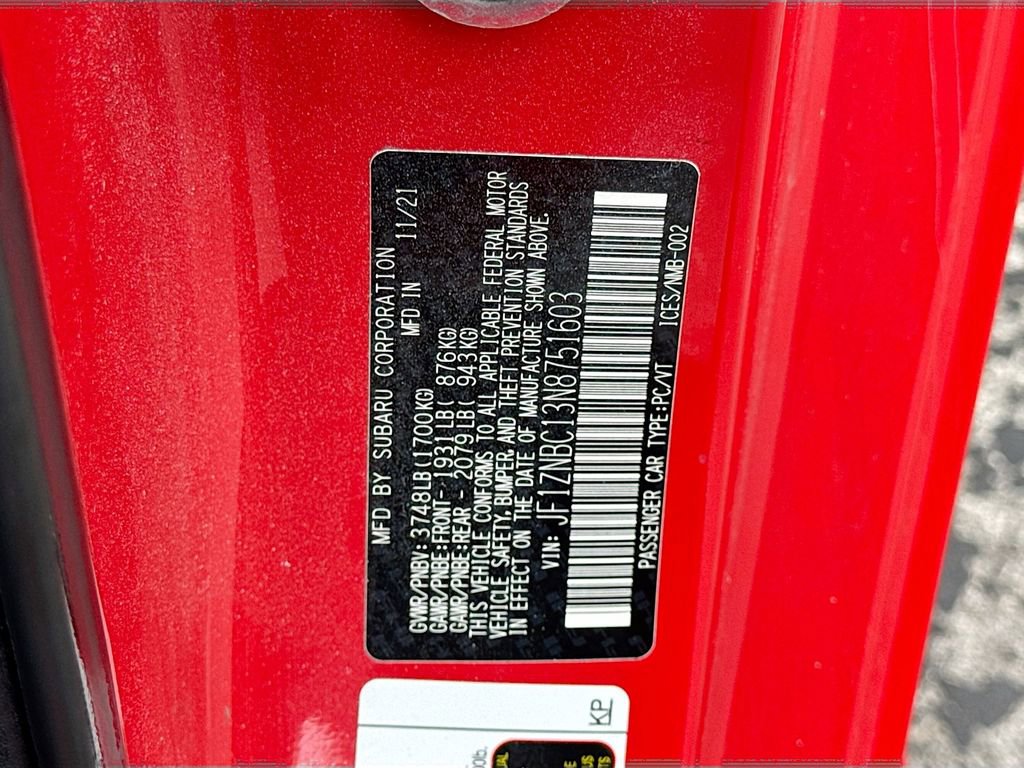 MFD BY SUBARU CORPORATION 11/21
MFD IN
GVWR/PNBV: 3748LB(1700KG)
GAWR/PNBE:FRONT- 1931LB( 876KG)
GAWR/PNBE:REAR - 2079LB( 943KG)
THIS VEHICLE CONFORMS TO ALL APPLICABLE FEDERAL MOTOR
VEHICLE SAFETY,BUMPER,AND THEFT PREVENTION STANDARDS
IN EFFECT ON THE DATE OF MANUFACTURE SHOWN ABOVE.
VIN: JF1ZNBC13N8751603
PASSENGER CAR TYPE:PC/VT ICES/NMB-002
KP